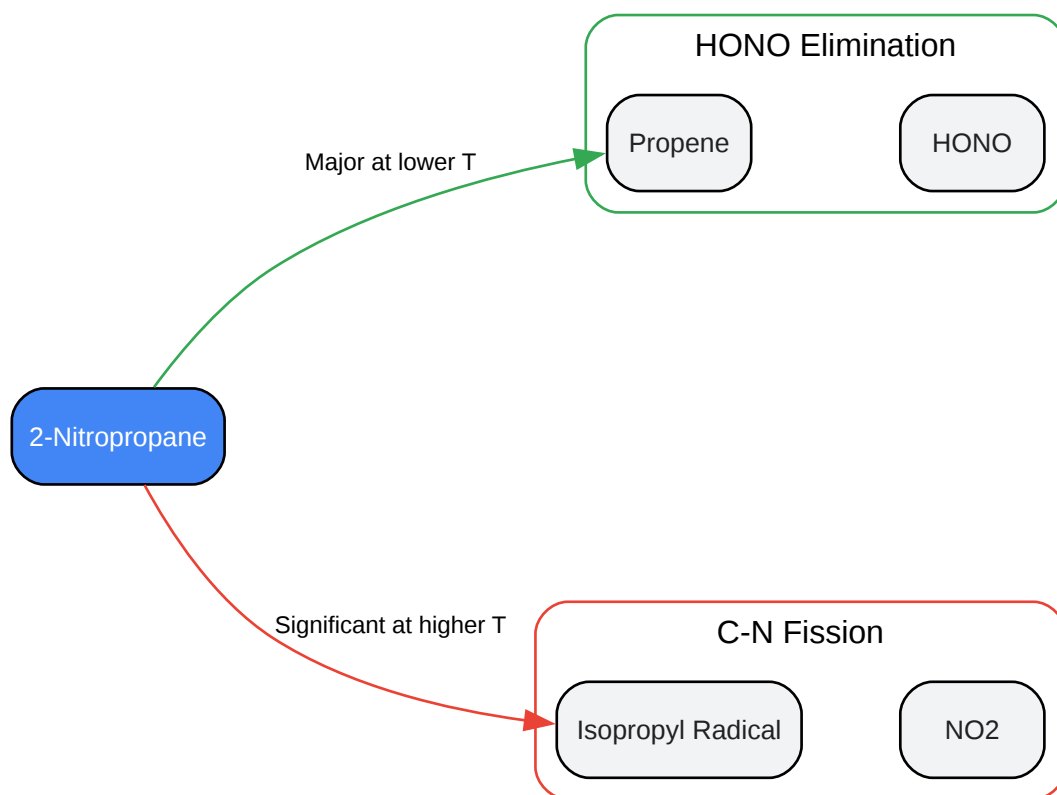 HONO Elimination
Propene
HONO
Major at lower T
2-Nitropropane
Significant at higher T
C-N Fission
Isopropyl Radical
NO2